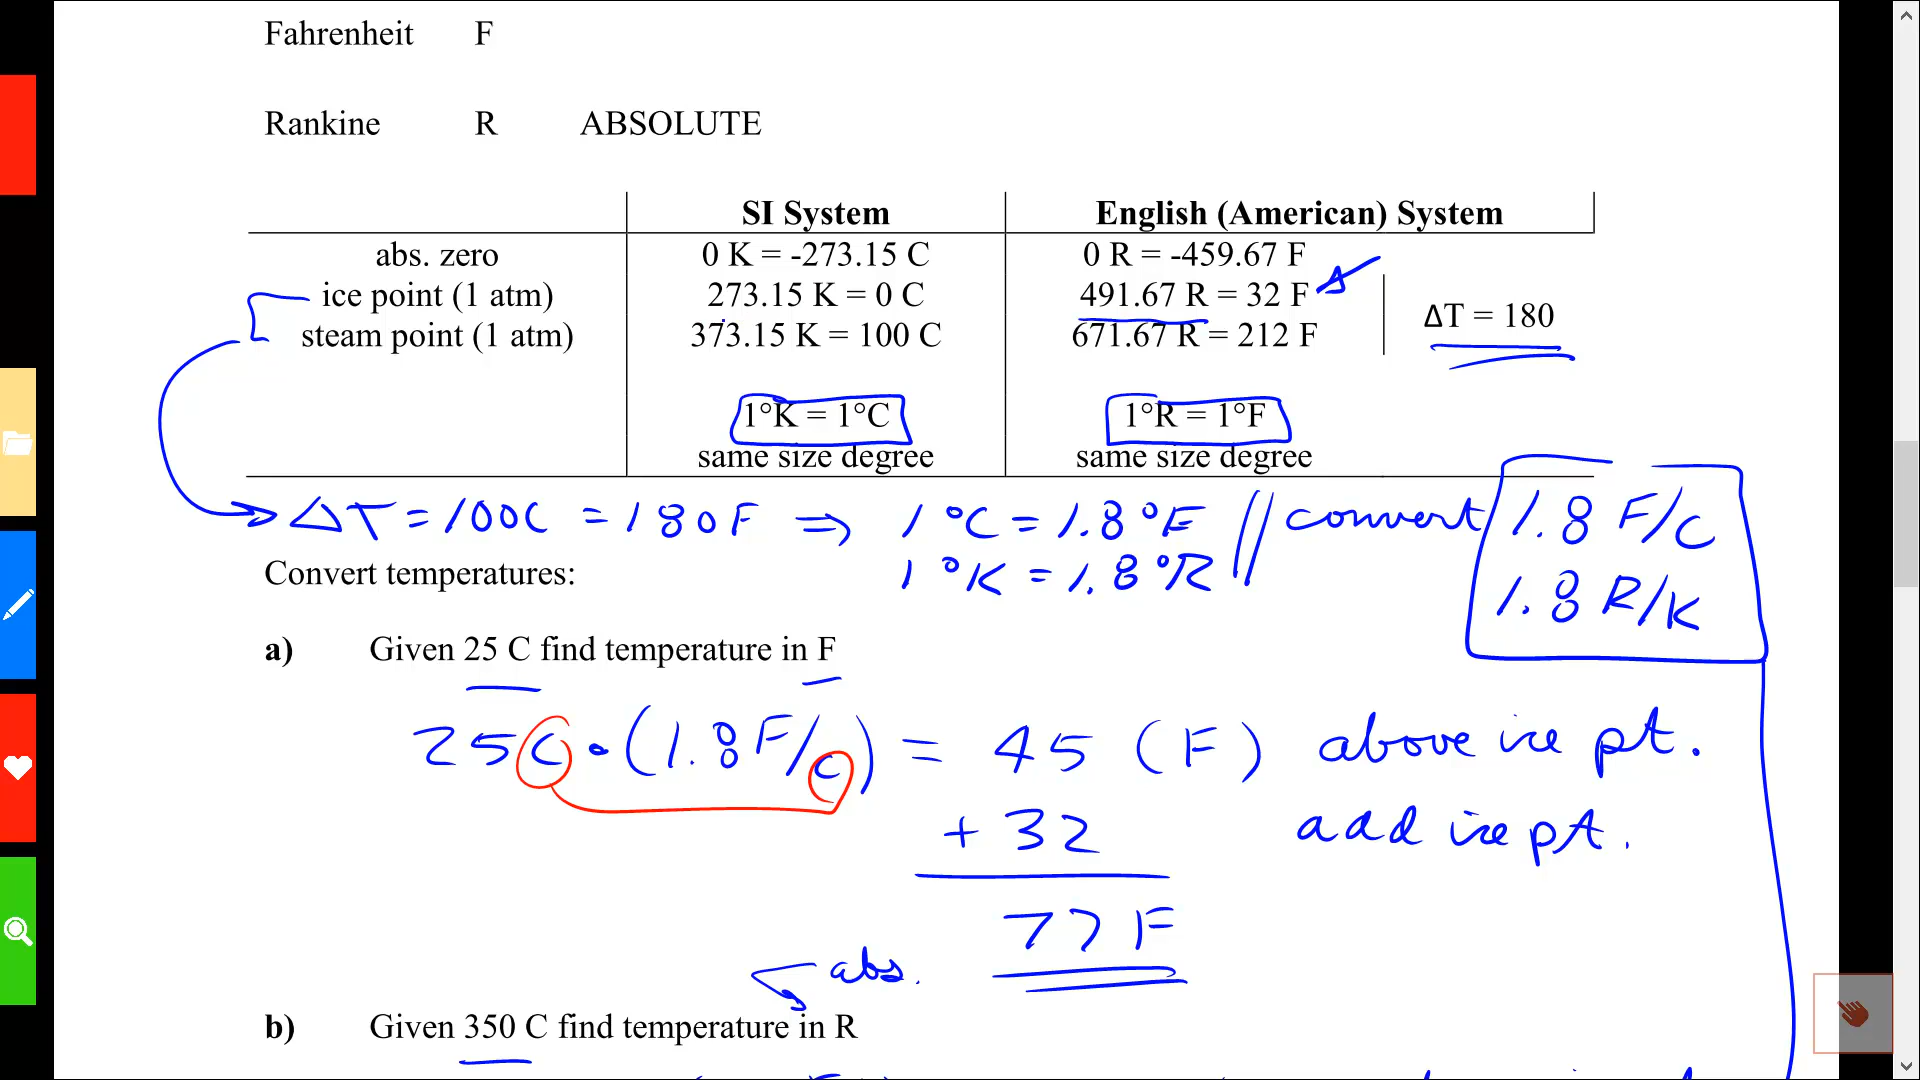 Fahrenheit F
Rankine R ABSOLUTE
SI System English (American) System
abs. zero 0 K = -273.15 C 0 R = -459.67 F
ice point (1 atm) 273.15 K = 0 C 491.67 R = 32 F
ΔT = 180
steam point (1 atm) 373.15 K = 100 C 671.67 R = 212 F
1°K = 1°C 1°R = 1°F
same size degree same size degree
ΔT = 100C = 180F ⇒ 1°C = 1.8°F // convert 1.8 F/C
1°K = 1.8°R 1.8 R/K
Convert temperatures:
a) Given 25 C find temperature in F
25C • (1.8F/C) = 45 (F) above ice pt.
+ 32 add ice pt.
77 F
abs.
b) Given 350 C find temperature in R